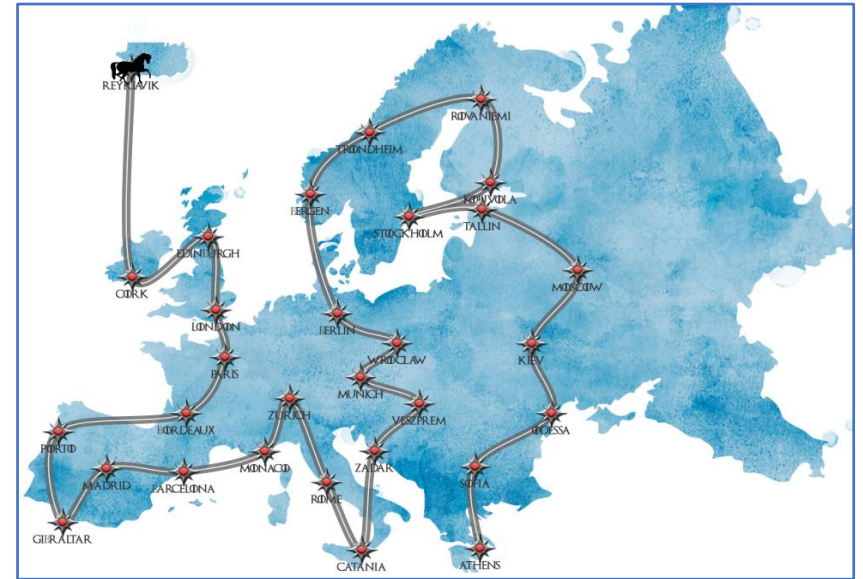 REYKJAVIK
ROVANIEMI
TRONDHEIM
KOUVOLA
BERGEN
TALLIN
STOCKHOLM
EDINBURGH
MOSCOW
CORK
LONDON
BERLIN
WROCLAW
KIEV
PARIS
MUNICH
ZURICH
VESZPREM
BORDEAUX
ODESSA
PORTO
MONACO
ZADAR
MADRID
BARCELONA
SOFIA
ROME
GIBRALTAR
CATANIA
ATHENS